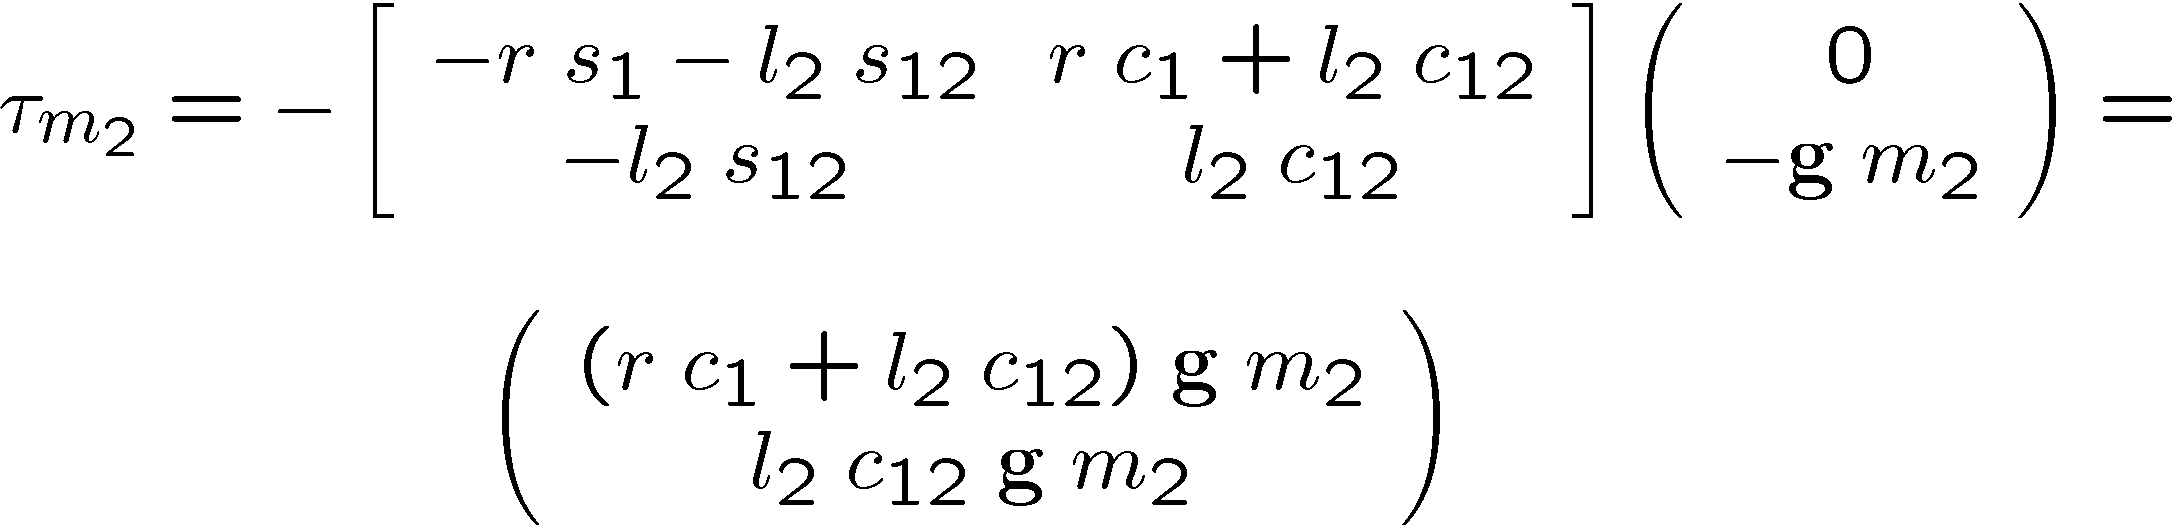 τ_{m_2} = − [ −r s_1 − l_2 s_{12}   r c_1 + l_2 c_{12} ; −l_2 s_{12}   l_2 c_{12} ] ( 0 ; −g m_2 ) =
( (r c_1 + l_2 c_{12}) g m_2 ; l_2 c_{12} g m_2 )